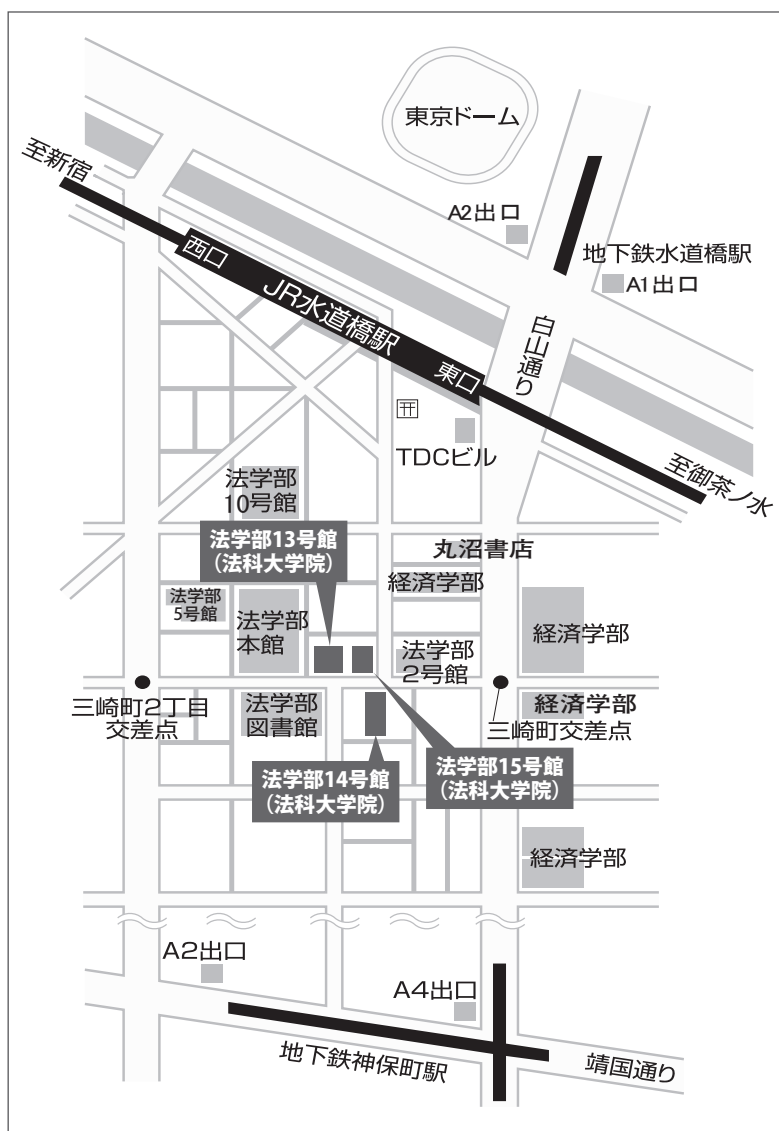 東京ドーム
至新宿
A2出口
地下鉄水道橋駅
A1出口
西口
JR水道橋駅
東口
白山通り
TDCビル
至御茶ノ水
法学部
10号館
法学部13号館
（法科大学院）
丸沼書店
経済学部
法学部
5号館
法学部
本館
法学部
2号館
経済学部
三崎町2丁目
交差点
法学部
図書館
経済学部
三崎町交差点
法学部14号館
（法科大学院）
法学部15号館
（法科大学院）
経済学部
A2出口
A4出口
地下鉄神保町駅
靖国通り